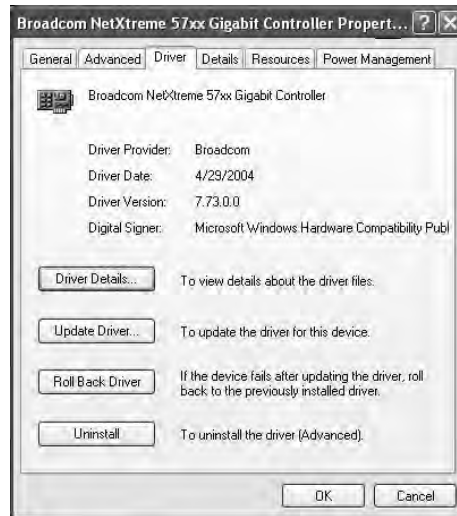 Broadcom NetXtreme 57xx Gigabit Controller Propert... ? X
General Advanced Driver Details Resources Power Management
Broadcom NetXtreme 57xx Gigabit Controller
Driver Provider: Broadcom
Driver Date: 4/29/2004
Driver Version: 7.73.0.0
Digital Signer: Microsoft Windows Hardware Compatibility Publ
Driver Details... To view details about the driver files.
Update Driver... To update the driver for this device.
Roll Back Driver If the device fails after updating the driver, roll
back to the previously installed driver.
Uninstall To uninstall the driver (Advanced).
OK Cancel